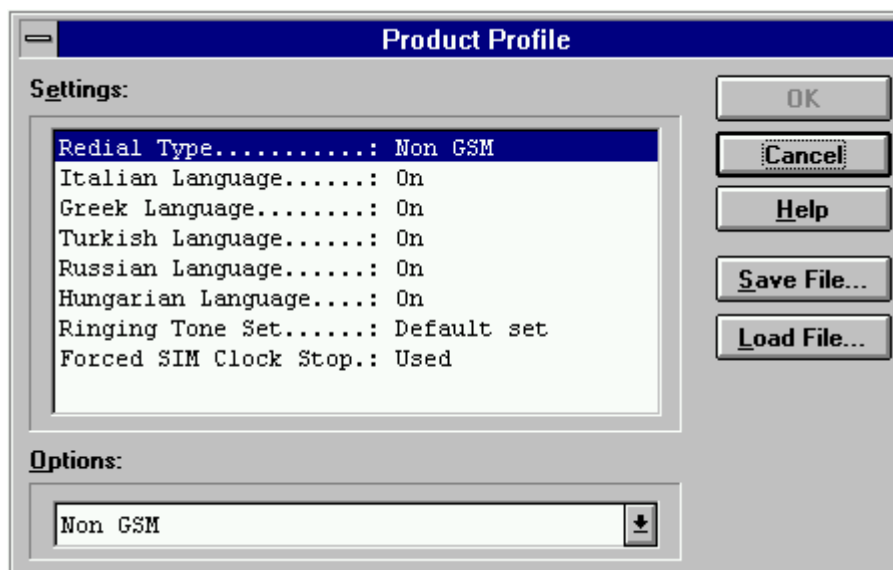 Product Profile
Settings:
Redial Type...........: Non GSM
Italian Language......: On
Greek Language........: On
Turkish Language......: On
Russian Language......: On
Hungarian Language....: On
Ringing Tone Set......: Default set
Forced SIM Clock Stop.: Used
OK
Cancel
Help
Save File...
Load File...
Options:
Non GSM